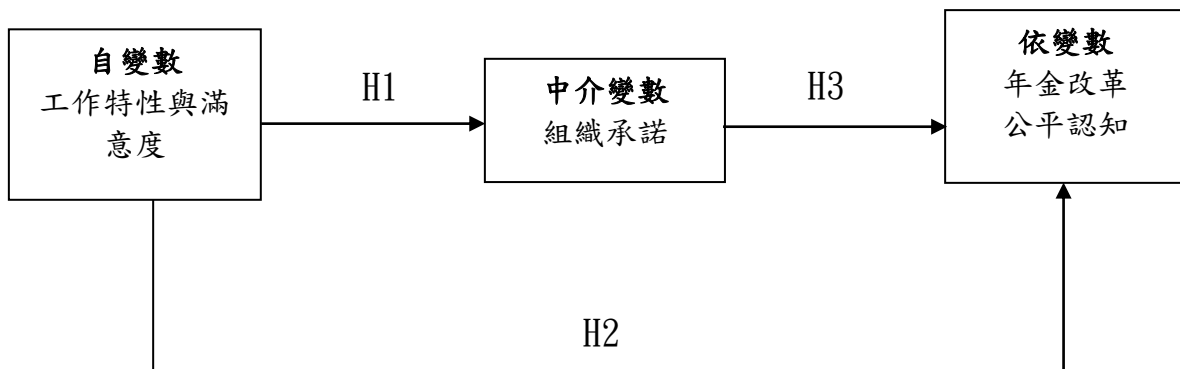 自變數
工作特性與滿
意度
H1
中介變數
組織承諾
H3
依變數
年金改革
公平認知
H2